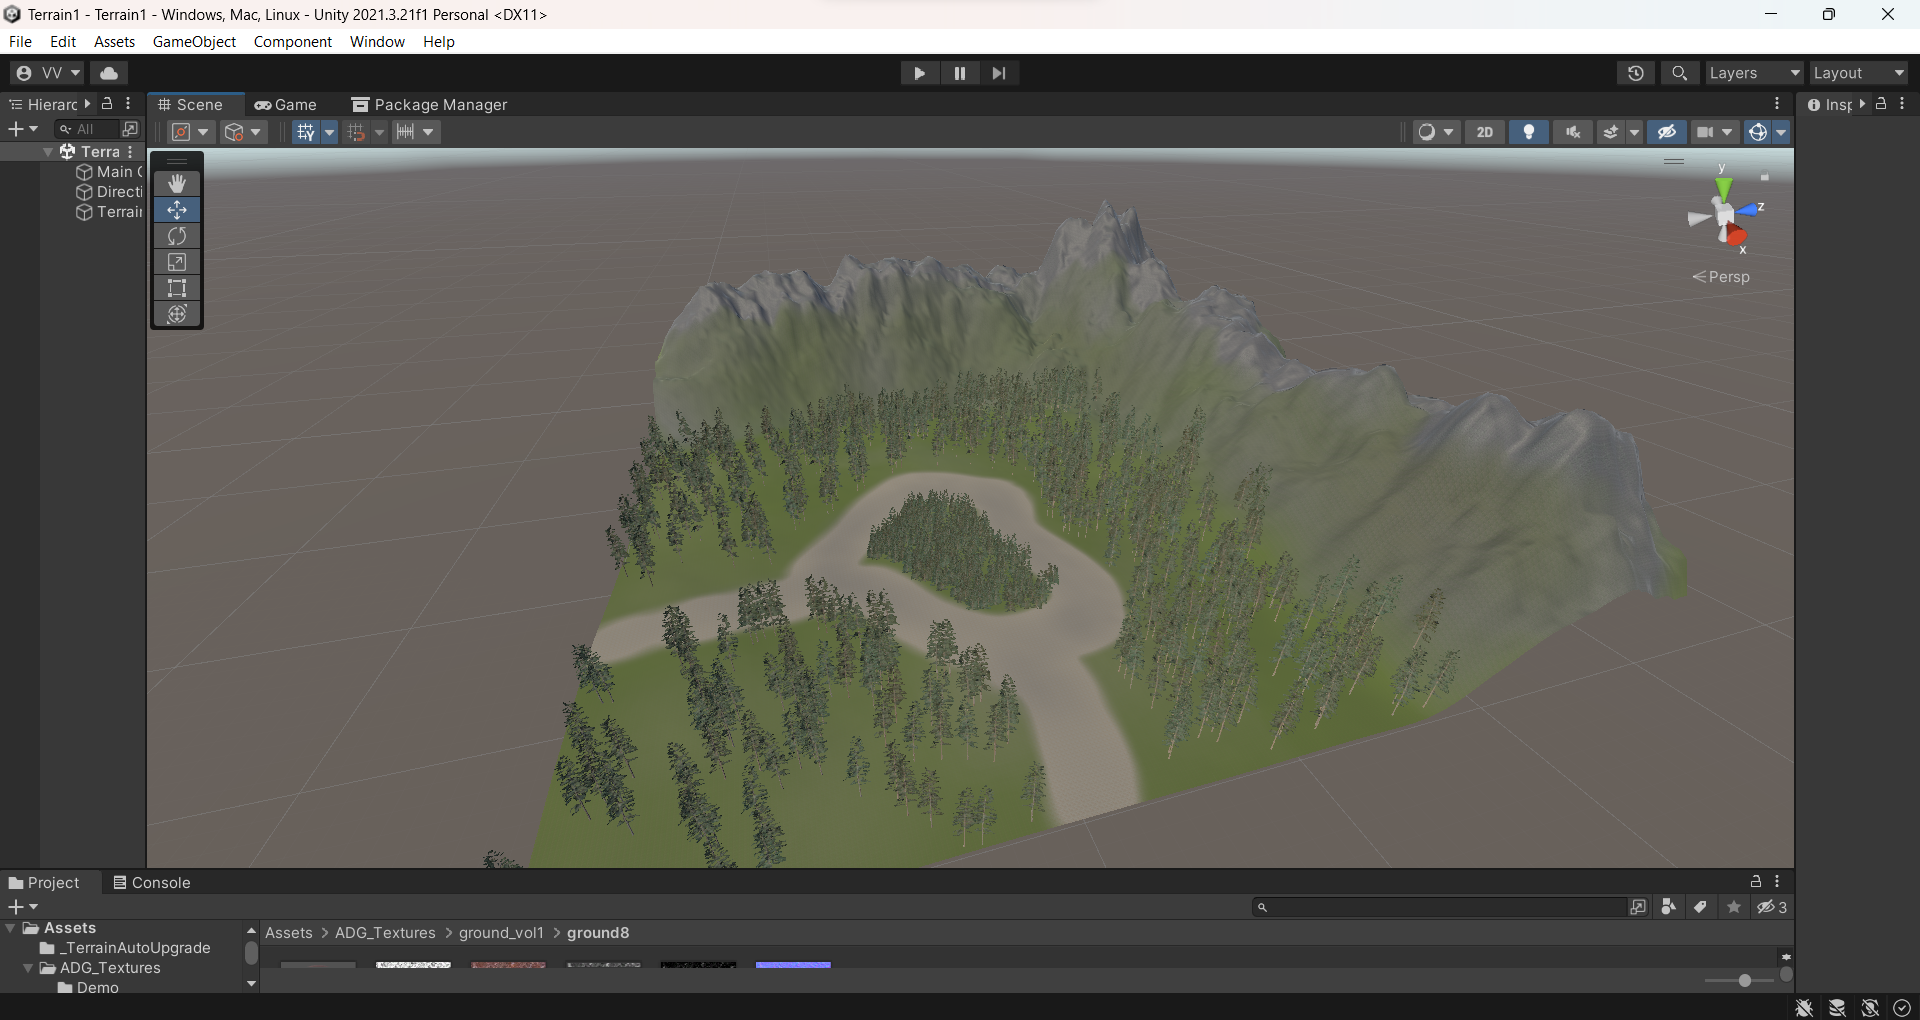 Terrain1 - Terrain1 - Windows, Mac, Linux - Unity 2021.3.21f1 Personal <DX11>
File Edit Assets GameObject Component Window Help
VV Layers Layout
Hierarc Scene Game Package Manager Insp
All 2D
Terra
Main C
Directi
Terrain
y
z
x
Persp
Project Console
3
Assets
Assets > ADG_Textures > ground_vol1 > ground8
_TerrainAutoUpgrade
ADG_Textures
Demo